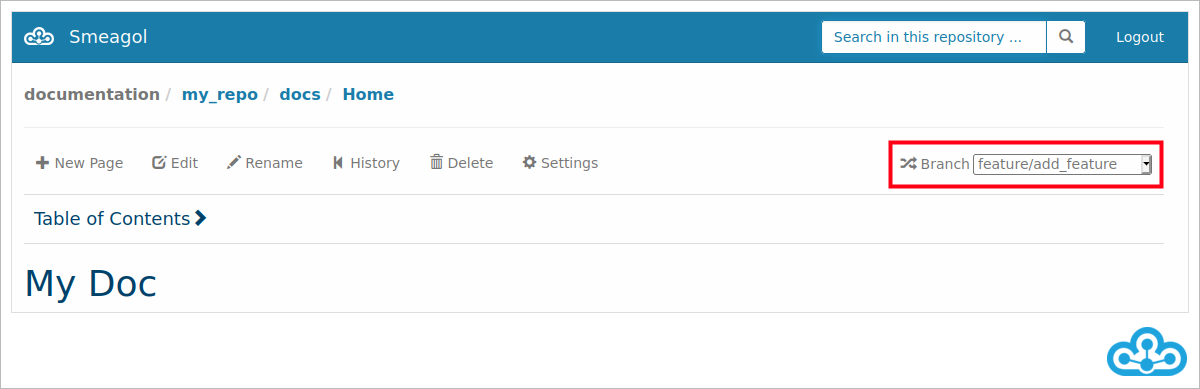 Smeagol Search in this repository ... Logout
documentation / my_repo / docs / Home
New Page Edit Rename History Delete Settings Branch feature/add_feature
Table of Contents
My Doc